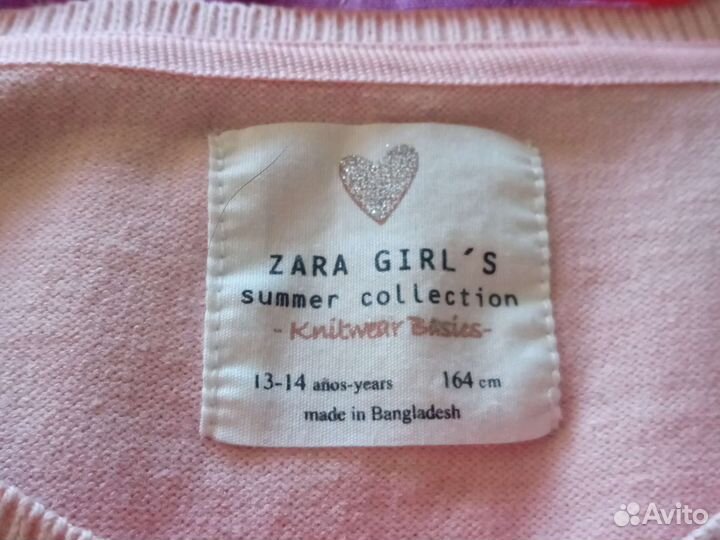 ZARA GIRL´S
summer collection
-Knitwear Basics-
13-14 años-years 164 cm
made in Bangladesh
Avito